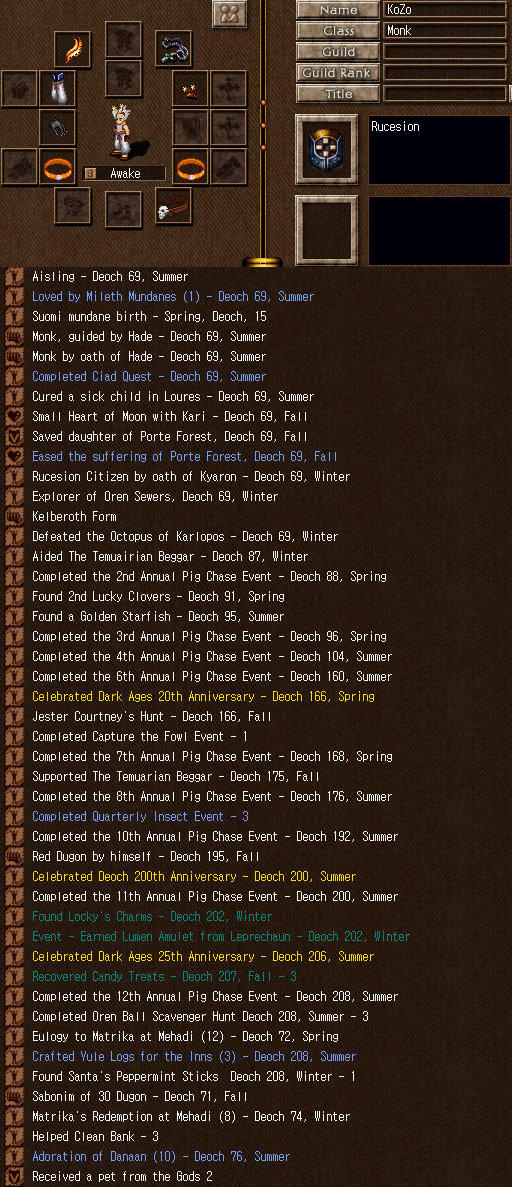 Name KoZo
Class Monk
Guild
Guild Rank
Title
Rucesion
Awake
Aisling - Deoch 69, Summer
Loved by Mileth Mundanes (1) - Deoch 69, Summer
Suomi mundane birth - Spring, Deoch, 15
Monk, guided by Hade - Deoch 69, Summer
Monk by oath of Hade - Deoch 69, Summer
Completed Ciad Quest - Deoch 69, Summer
Cured a sick child in Loures - Deoch 69, Summer
Small Heart of Moon with Kari - Deoch 69, Fall
Saved daughter of Porte Forest, Deoch 69, Fall
Eased the suffering of Porte Forest, Deoch 69, Fall
Rucesion Citizen by oath of Kyaron - Deoch 69, Winter
Explorer of Oren Sewers, Deoch 69, Winter
Kelberoth Form
Defeated the Octopus of Karlopos - Deoch 69, Winter
Aided The Temuairian Beggar - Deoch 87, Winter
Completed the 2nd Annual Pig Chase Event - Deoch 88, Spring
Found 2nd Lucky Clovers - Deoch 91, Spring
Found a Golden Starfish - Deoch 95, Summer
Completed the 3rd Annual Pig Chase Event - Deoch 96, Spring
Completed the 4th Annual Pig Chase Event - Deoch 104, Summer
Completed the 6th Annual Pig Chase Event - Deoch 160, Summer
Celebrated Dark Ages 20th Anniversary - Deoch 166, Spring
Jester Courtney's Hunt - Deoch 166, Fall
Completed Capture the Fowl Event - 1
Completed the 7th Annual Pig Chase Event - Deoch 168, Spring
Supported The Temuarian Beggar - Deoch 175, Fall
Completed the 8th Annual Pig Chase Event - Deoch 176, Summer
Completed Quarterly Insect Event - 3
Completed the 10th Annual Pig Chase Event - Deoch 192, Summer
Red Dugon by himself - Deoch 195, Fall
Celebrated Deoch 200th Anniversary - Deoch 200, Summer
Completed the 11th Annual Pig Chase Event - Deoch 200, Summer
Found Locky's Charms - Deoch 202, Winter
Event - Earned Lumen Amulet from Leprechaun - Deoch 202, Winter
Celebrated Dark Ages 25th Anniversary - Deoch 206, Summer
Recovered Candy Treats - Deoch 207, Fall - 3
Completed the 12th Annual Pig Chase Event - Deoch 208, Summer
Completed Oren Ball Scavenger Hunt Deoch 208, Summer - 3
Eulogy to Matrika at Mehadi (12) - Deoch 72, Spring
Crafted Yule Logs for the Inns (3) - Deoch 208, Summer
Found Santa's Peppermint Sticks  Deoch 208, Winter - 1
Sabonim of 30 Dugon - Deoch 71, Fall
Matrika's Redemption at Mehadi (8) - Deoch 74, Winter
Helped Clean Bank - 3
Adoration of Danaan (10) - Deoch 76, Summer
Received a pet from the Gods 2